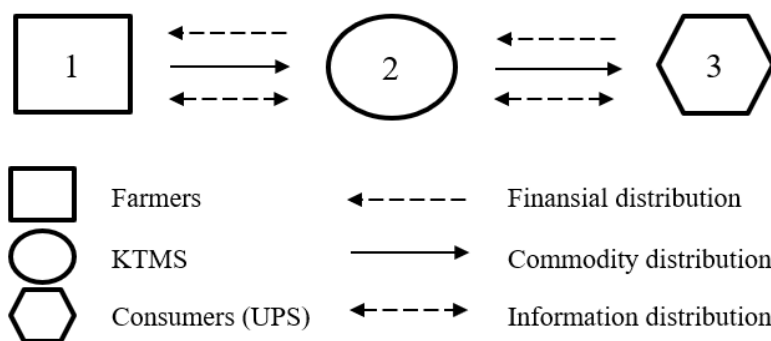 1 2 3
Farmers Finansial distribution
KTMS Commodity distribution
Consumers (UPS) Information distribution